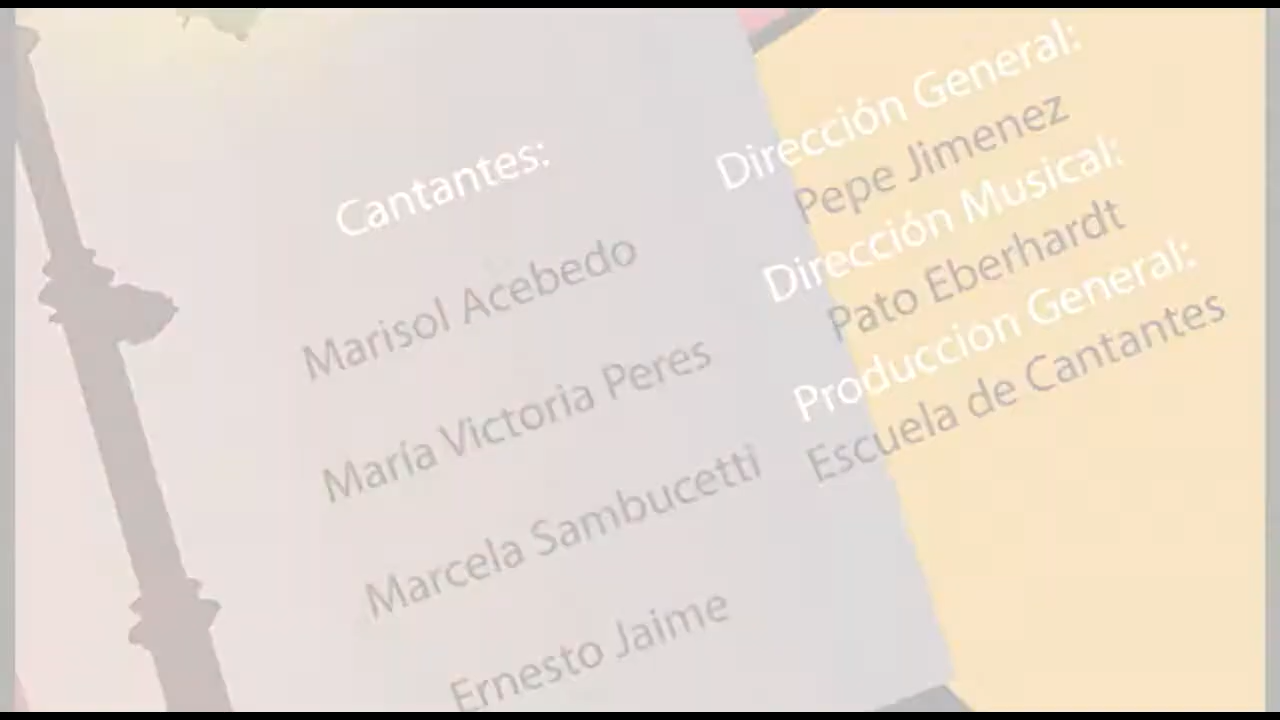 Cantantes:
Marisol Acebedo
María Victoria Peres
Marcela Sambucetti
Ernesto Jaime
Dirección General:
Pepe Jimenez
Dirección Musical:
Pato Eberhardt
Produccion General:
Escuela de Cantantes